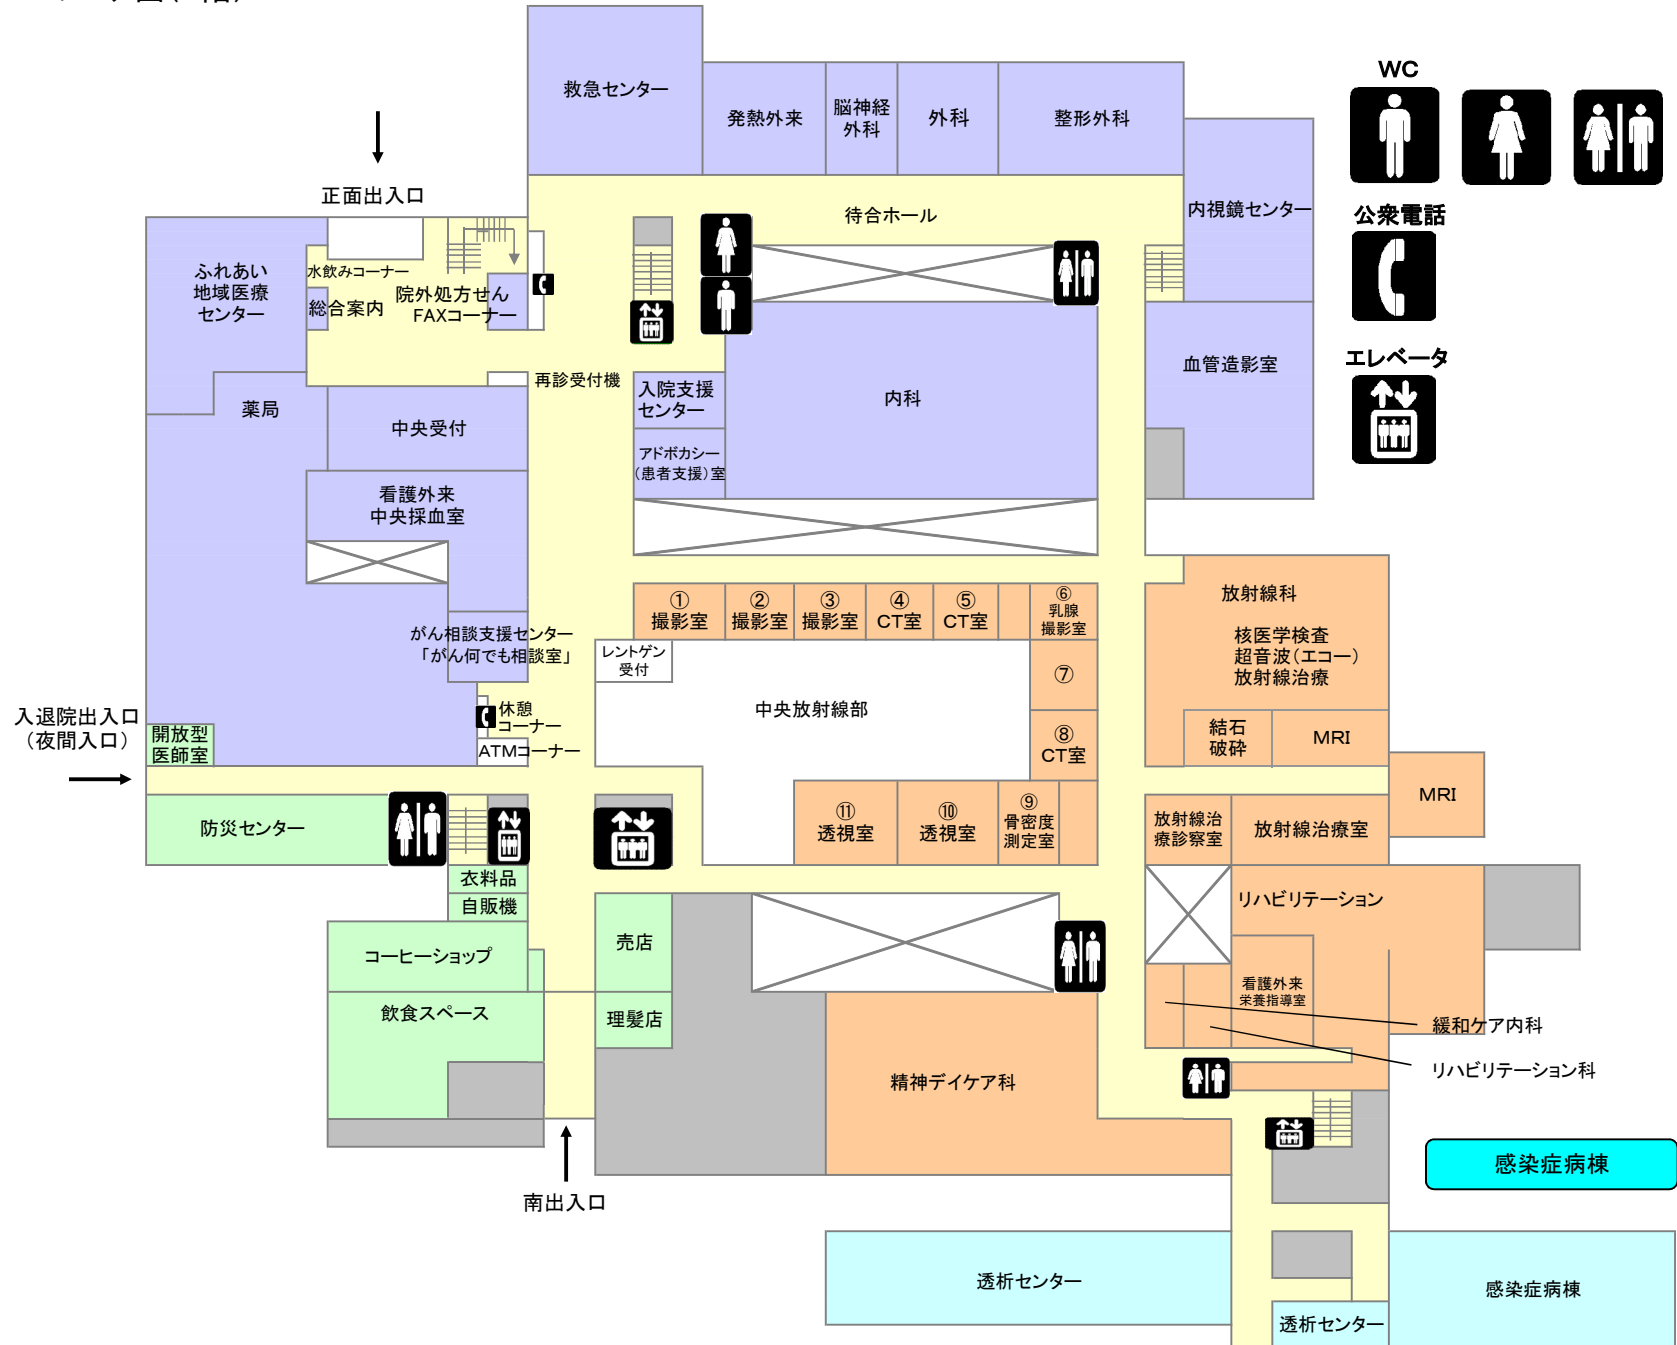 救急センター
発熱外来
脳神経
外科
外科
整形外科
WC
正面出入口
待合ホール
内視鏡センター
公衆電話
ふれあい
地域医療
センター
水飲みコーナー
総合案内
院外処方せん
FAXコーナー
エレベータ
血管造影室
再診受付機
入院支援
センター
内科
薬局
中央受付
アドボカシー
（患者支援）室
看護外来
中央採血室
①
撮影室
②
撮影室
③
撮影室
④
CT室
⑤
CT室
⑥
乳腺
撮影室
放射線科
核医学検査
超音波（エコー）
放射線治療
がん相談支援センター
「がん何でも相談室」
レントゲン
受付
⑦
中央放射線部
入退院出入口
（夜間入口）
休憩
コーナー
開放型
医師室
ATMコーナー
⑧
CT室
結石
破砕
MRI
MRI
防災センター
⑪
透視室
⑩
透視室
⑨
骨密度
測定室
放射線治
療診察室
放射線治療室
衣料品
自販機
リハビリテーション
売店
コーヒーショップ
看護外来
栄養指導室
飲食スペース
理髪店
緩和ケア内科
リハビリテーション科
精神デイケア科
感染症病棟
南出入口
透析センター
感染症病棟
透析センター